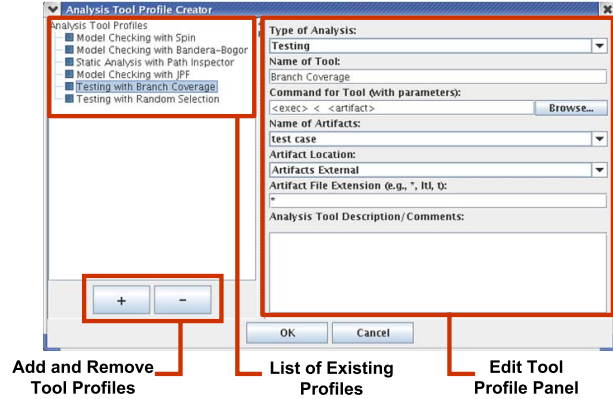 Analysis Tool Profile Creator
Analysis Tool Profiles
Model Checking with Spin
Model Checking with Bandera-Bogor
Static Analysis with Path Inspector
Model Checking with JPF
Testing with Branch Coverage
Testing with Random Selection
+ −
Type of Analysis:
Testing
Name of Tool:
Branch Coverage
Command for Tool (with parameters):
<exec> < <artifact>
Browse...
Name of Artifacts:
test case
Artifact Location:
Artifacts External
Artifact File Extension (e.g., *, ltl, t):
*
Analysis Tool Description/Comments:
OK Cancel
Add and Remove
Tool Profiles
List of Existing
Profiles
Edit Tool
Profile Panel